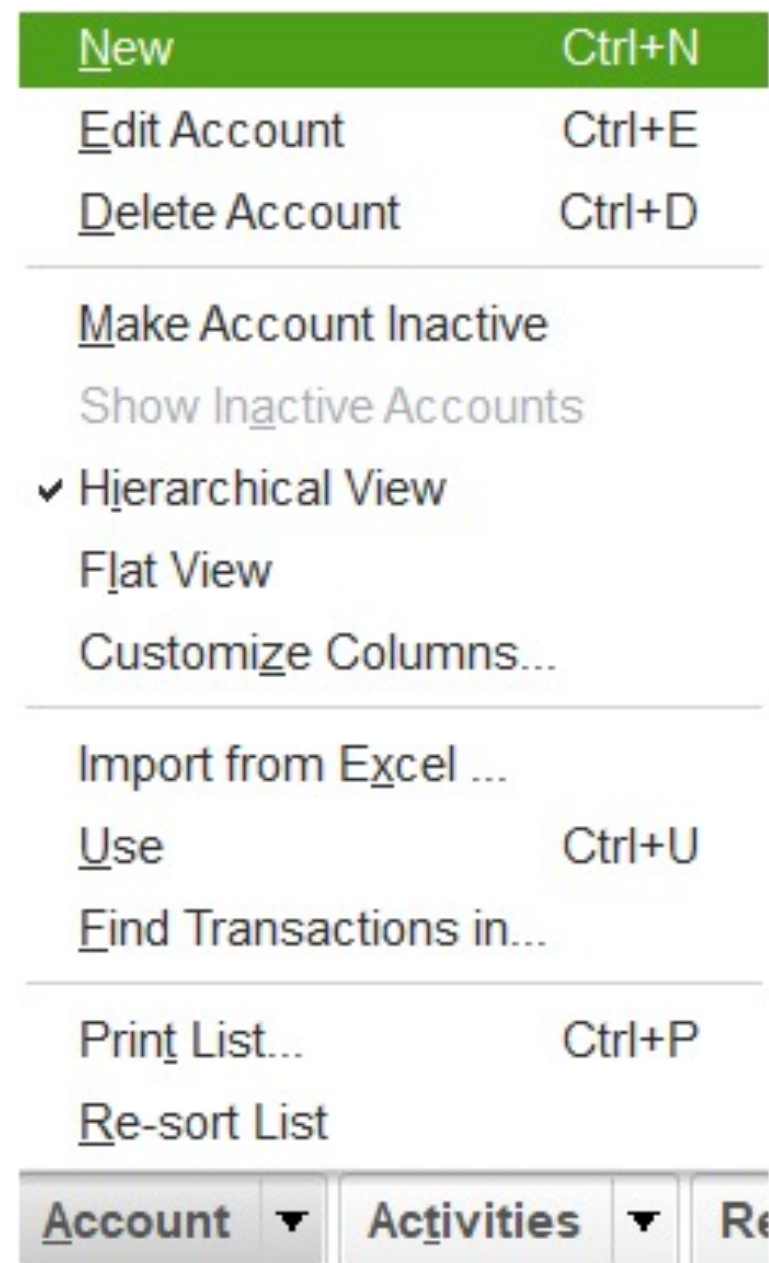 New Ctrl+N
Edit Account Ctrl+E
Delete Account Ctrl+D
Make Account Inactive
Show Inactive Accounts
Hierarchical View
Flat View
Customize Columns...
Import from Excel ...
Use Ctrl+U
Find Transactions in...
Print List... Ctrl+P
Re-sort List
Account Activities